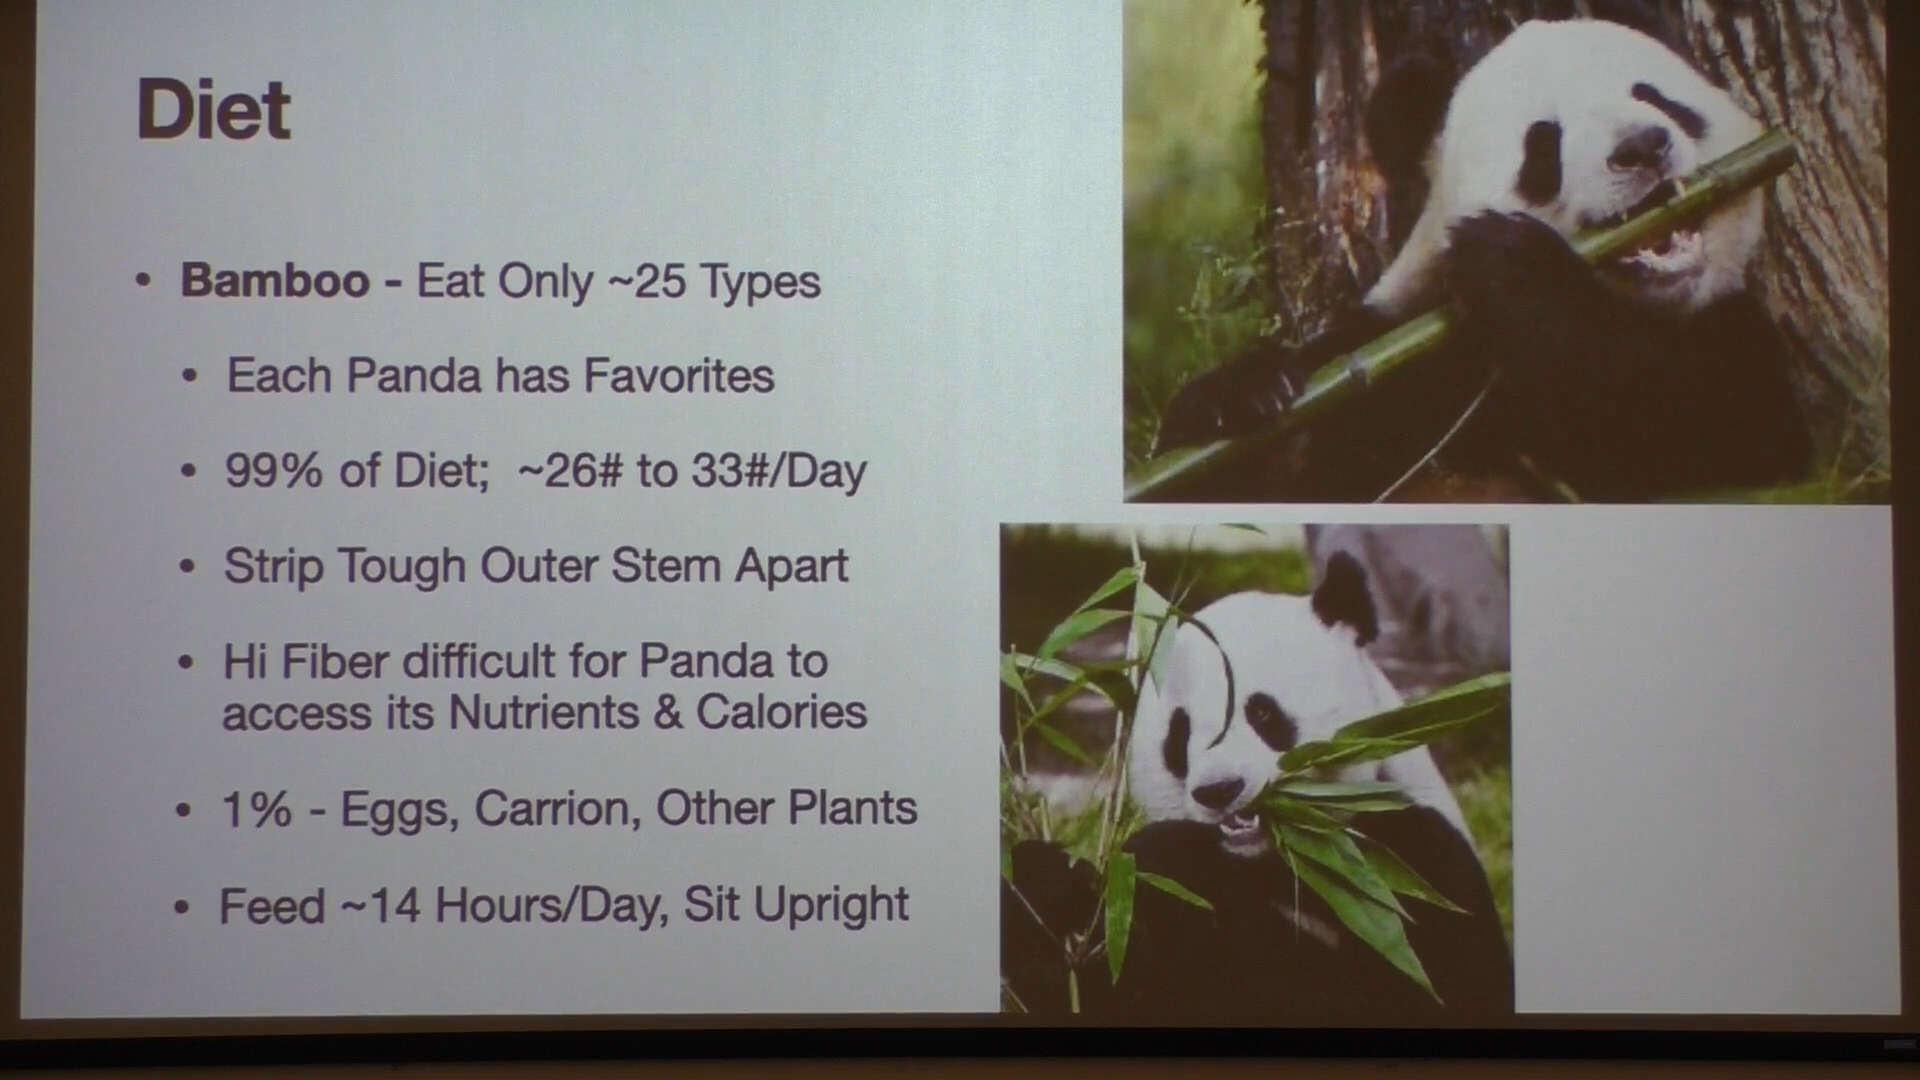 Diet
• Bamboo - Eat Only ~25 Types
• Each Panda has Favorites
• 99% of Diet; ~26# to 33#/Day
• Strip Tough Outer Stem Apart
• Hi Fiber difficult for Panda to
access its Nutrients & Calories
• 1% - Eggs, Carrion, Other Plants
• Feed ~14 Hours/Day, Sit Upright